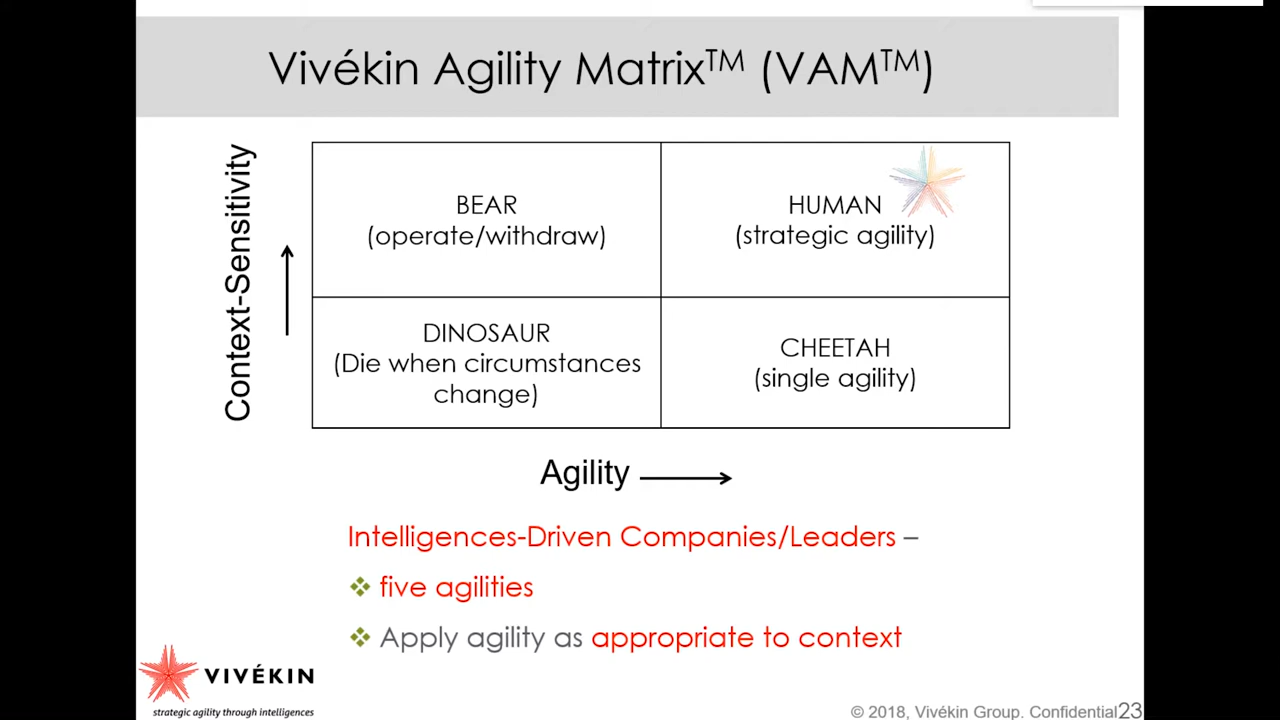 Vivékin Agility Matrix™ (VAM™)
Context-Sensitivity
BEAR
(operate/withdraw)
HUMAN
(strategic agility)
DINOSAUR
(Die when circumstances
change)
CHEETAH
(single agility)
Agility
Intelligences-Driven Companies/Leaders –
❖ five agilities
❖ Apply agility as appropriate to context
VIVÉKIN
strategic agility through intelligences
© 2018, Vivékin Group. Confidential 23